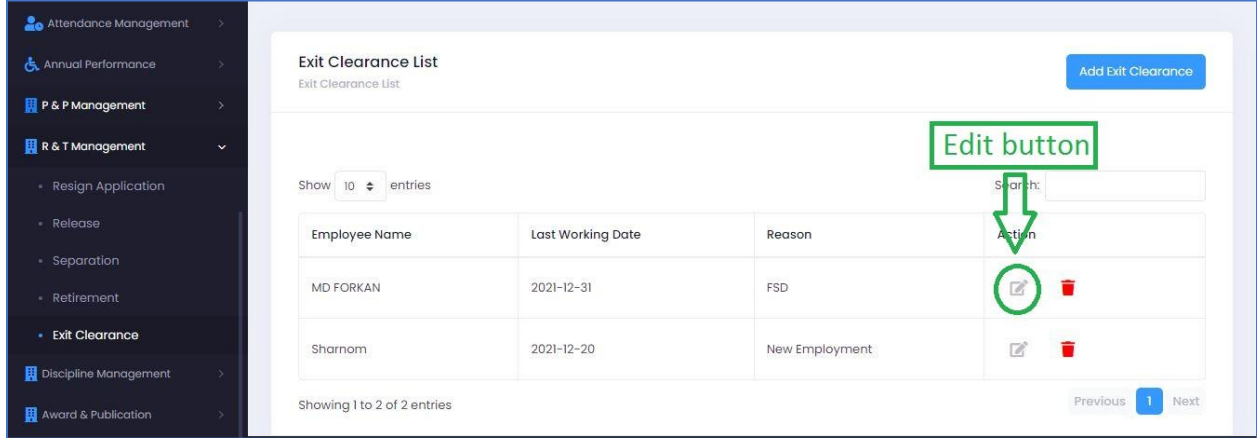 Attendance Management
Annual Performance
P & P Management
R & T Management
Resign Application
Release
Separation
Retirement
Exit Clearance
Discipline Management
Award & Publication
Exit Clearance List
Exit Clearance List
Add Exit Clearance
Edit button
Show 10 entries
Search:
Employee Name Last Working Date Reason Action
MD FORKAN 2021-12-31 FSD
Sharnom 2021-12-20 New Employment
Showing 1 to 2 of 2 entries
Previous 1 Next